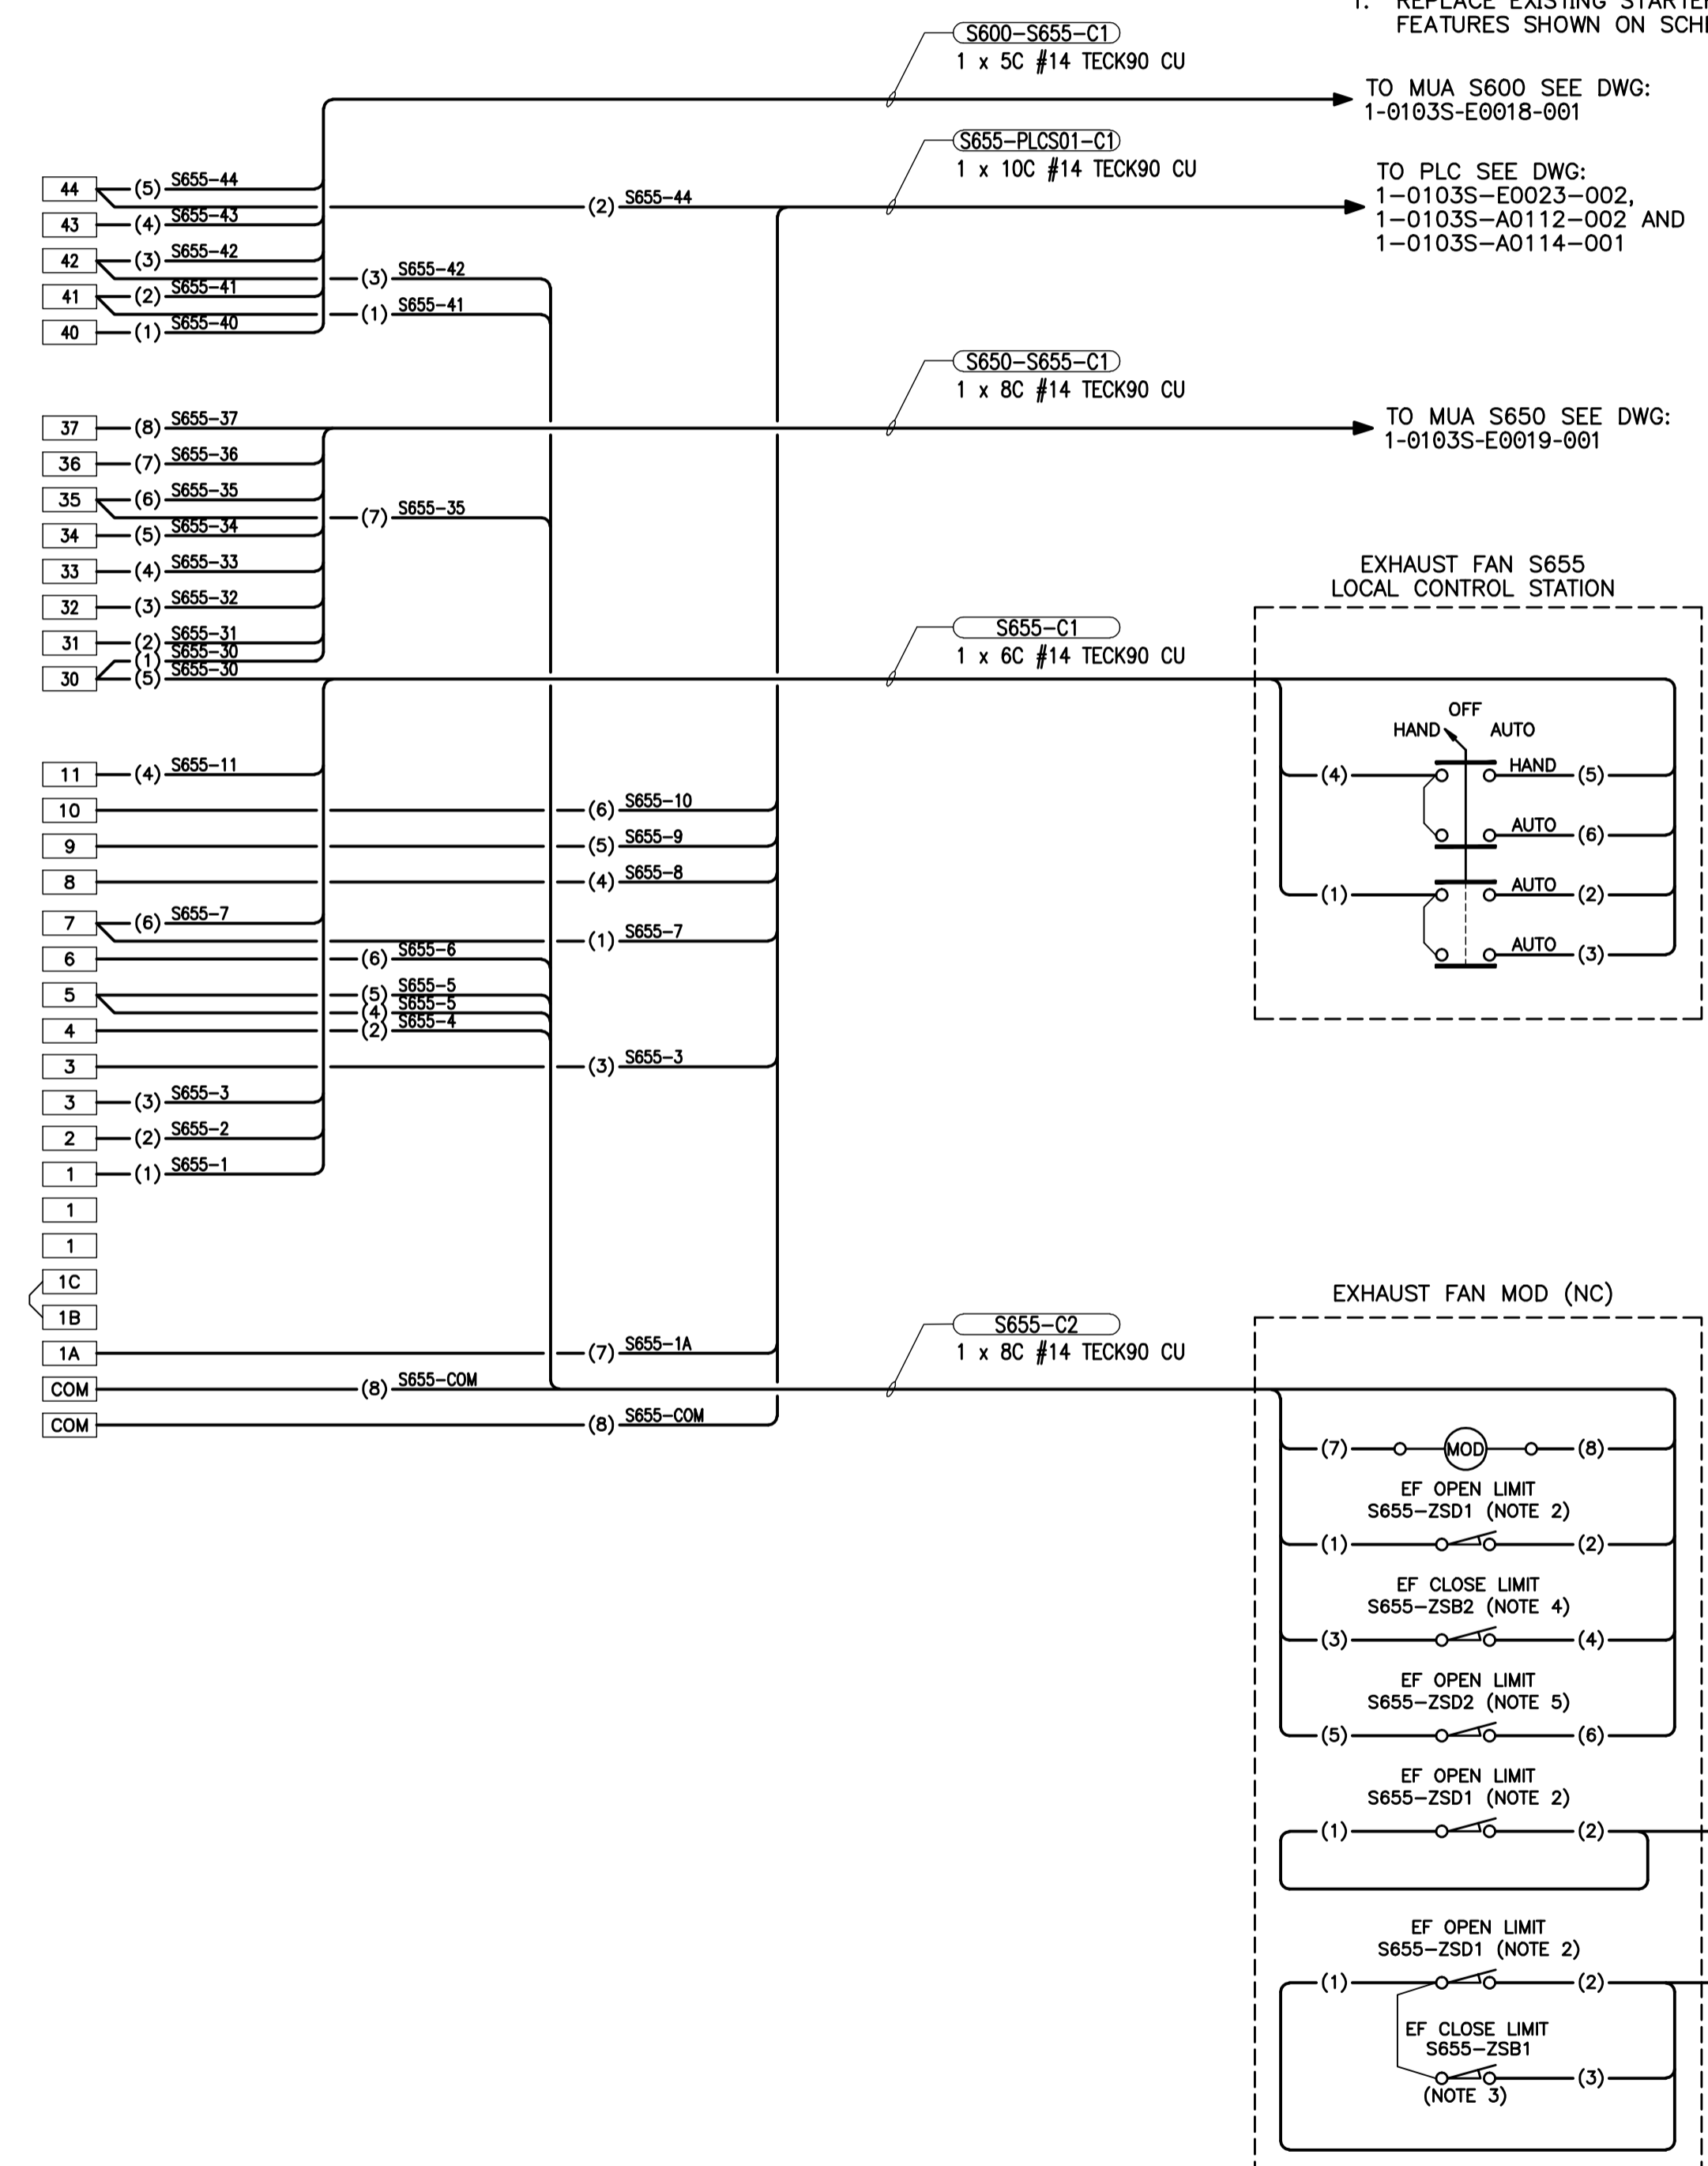 1. REPLACE EXISTING STARTER
FEATURES SHOWN ON
S600-S655-C1
1 x 5C #14 TECK90 CU
TO MUA S600 SEE DWG:
1-0103S-E0018-001
S655-PLCS01-C1
1 x 10C #14 TECK90 CU
TO PLC SEE DWG:
1-0103S-E0023-002,
1-0103S-A0112-002 AND
1-0103S-A0114-001
44 (5) S655-44
(2) S655-44
43 (4) S655-43
42 (3) S655-42
(3) S655-42
41 (2) S655-41
(1) S655-41
40 (1) S655-40
S650-S655-C1
1 x 8C #14 TECK90 CU
TO MUA S650 SEE DWG:
1-0103S-E0019-001
37 (8) S655-37
36 (7) S655-36
35 (6) S655-35
(7) S655-35
34 (5) S655-34
33 (4) S655-33
32 (3) S655-32
31 (2) S655-31
(1) S655-30
30 (5) S655-30
S655-C1
1 x 6C #14 TECK90 CU
EXHAUST FAN S655
LOCAL CONTROL STATION
OFF
HAND AUTO
(4) HAND (5)
AUTO (6)
(1) AUTO (2)
AUTO (3)
11 (4) S655-11
10 (6) S655-10
9 (5) S655-9
8 (4) S655-8
7 (6) S655-7
(1) S655-7
6 (6) S655-6
5 (5) S655-5
(4) S655-5
4 (2) S655-4
3 (3) S655-3
3 (3) S655-3
2 (2) S655-2
1 (1) S655-1
1
1
1C
1B
1A (7) S655-1A
COM (8) S655-COM
COM (8) S655-COM
S655-C2
1 x 8C #14 TECK90 CU
EXHAUST FAN MOD (NC)
(7) MOD (8)
EF OPEN LIMIT
S655-ZSD1 (NOTE 2)
(1) (2)
EF CLOSE LIMIT
S655-ZSB2 (NOTE 4)
(3) (4)
EF OPEN LIMIT
S655-ZSD2 (NOTE 5)
(5) (6)
EF OPEN LIMIT
S655-ZSD1 (NOTE 2)
(1) (2)
EF OPEN LIMIT
S655-ZSD1 (NOTE 2)
(1) (2)
EF CLOSE LIMIT
S655-ZSB1
(3)
(NOTE 3)